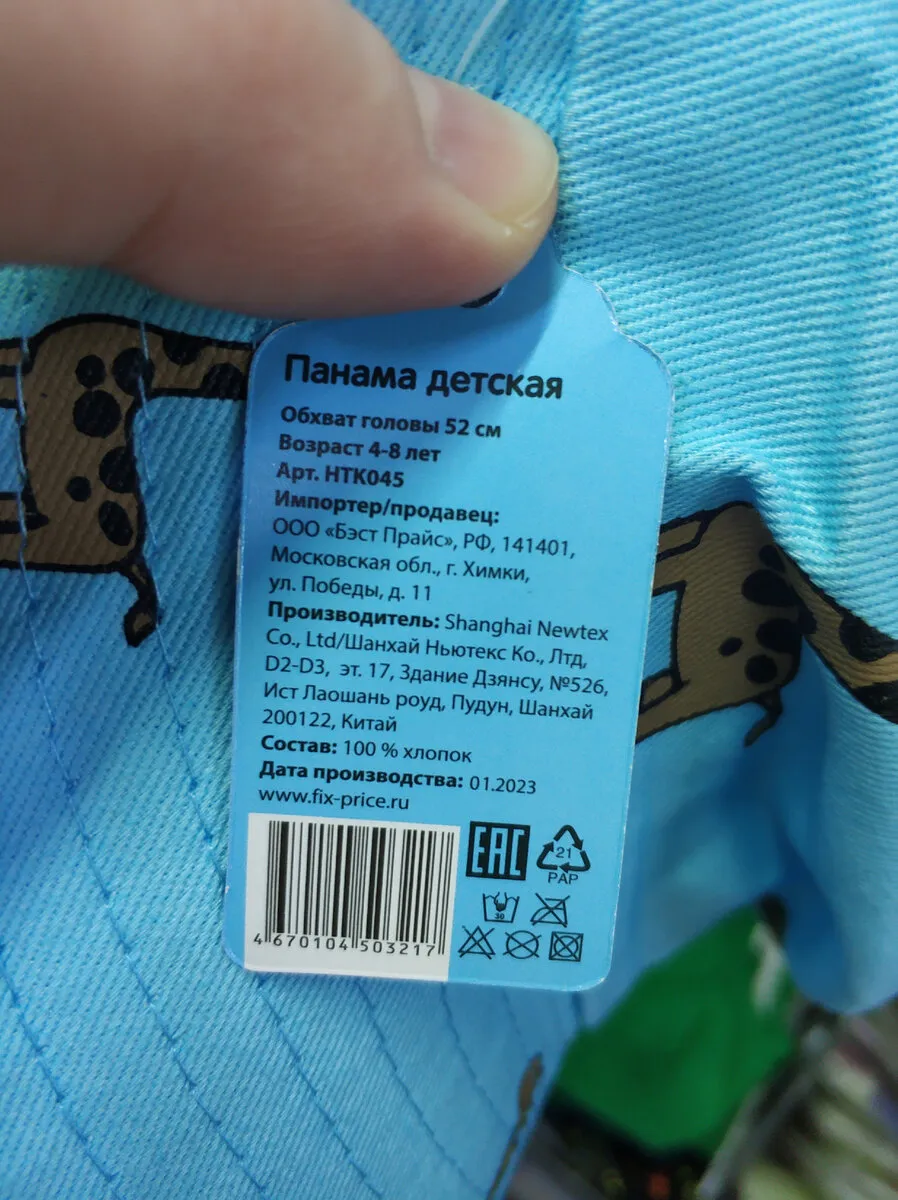 Панама детская
Обхват головы 52 см
Возраст 4-8 лет
Арт. НТК045
Импортер/продавец:
ООО «Бэст Прайс», РФ, 141401,
Московская обл., г. Химки,
ул. Победы, д. 11
Производитель: Shanghai Newtex
Co., Ltd/Шанхай Ньютекс Ко., Лтд,
D2-D3, эт. 17, Здание Дзянсу, №526,
Ист Лаошань роуд, Пудун, Шанхай
200122, Китай
Состав: 100 % хлопок
Дата производства: 01.2023
www.fix-price.ru
EAC
21
PAP
30
4 670104 503217